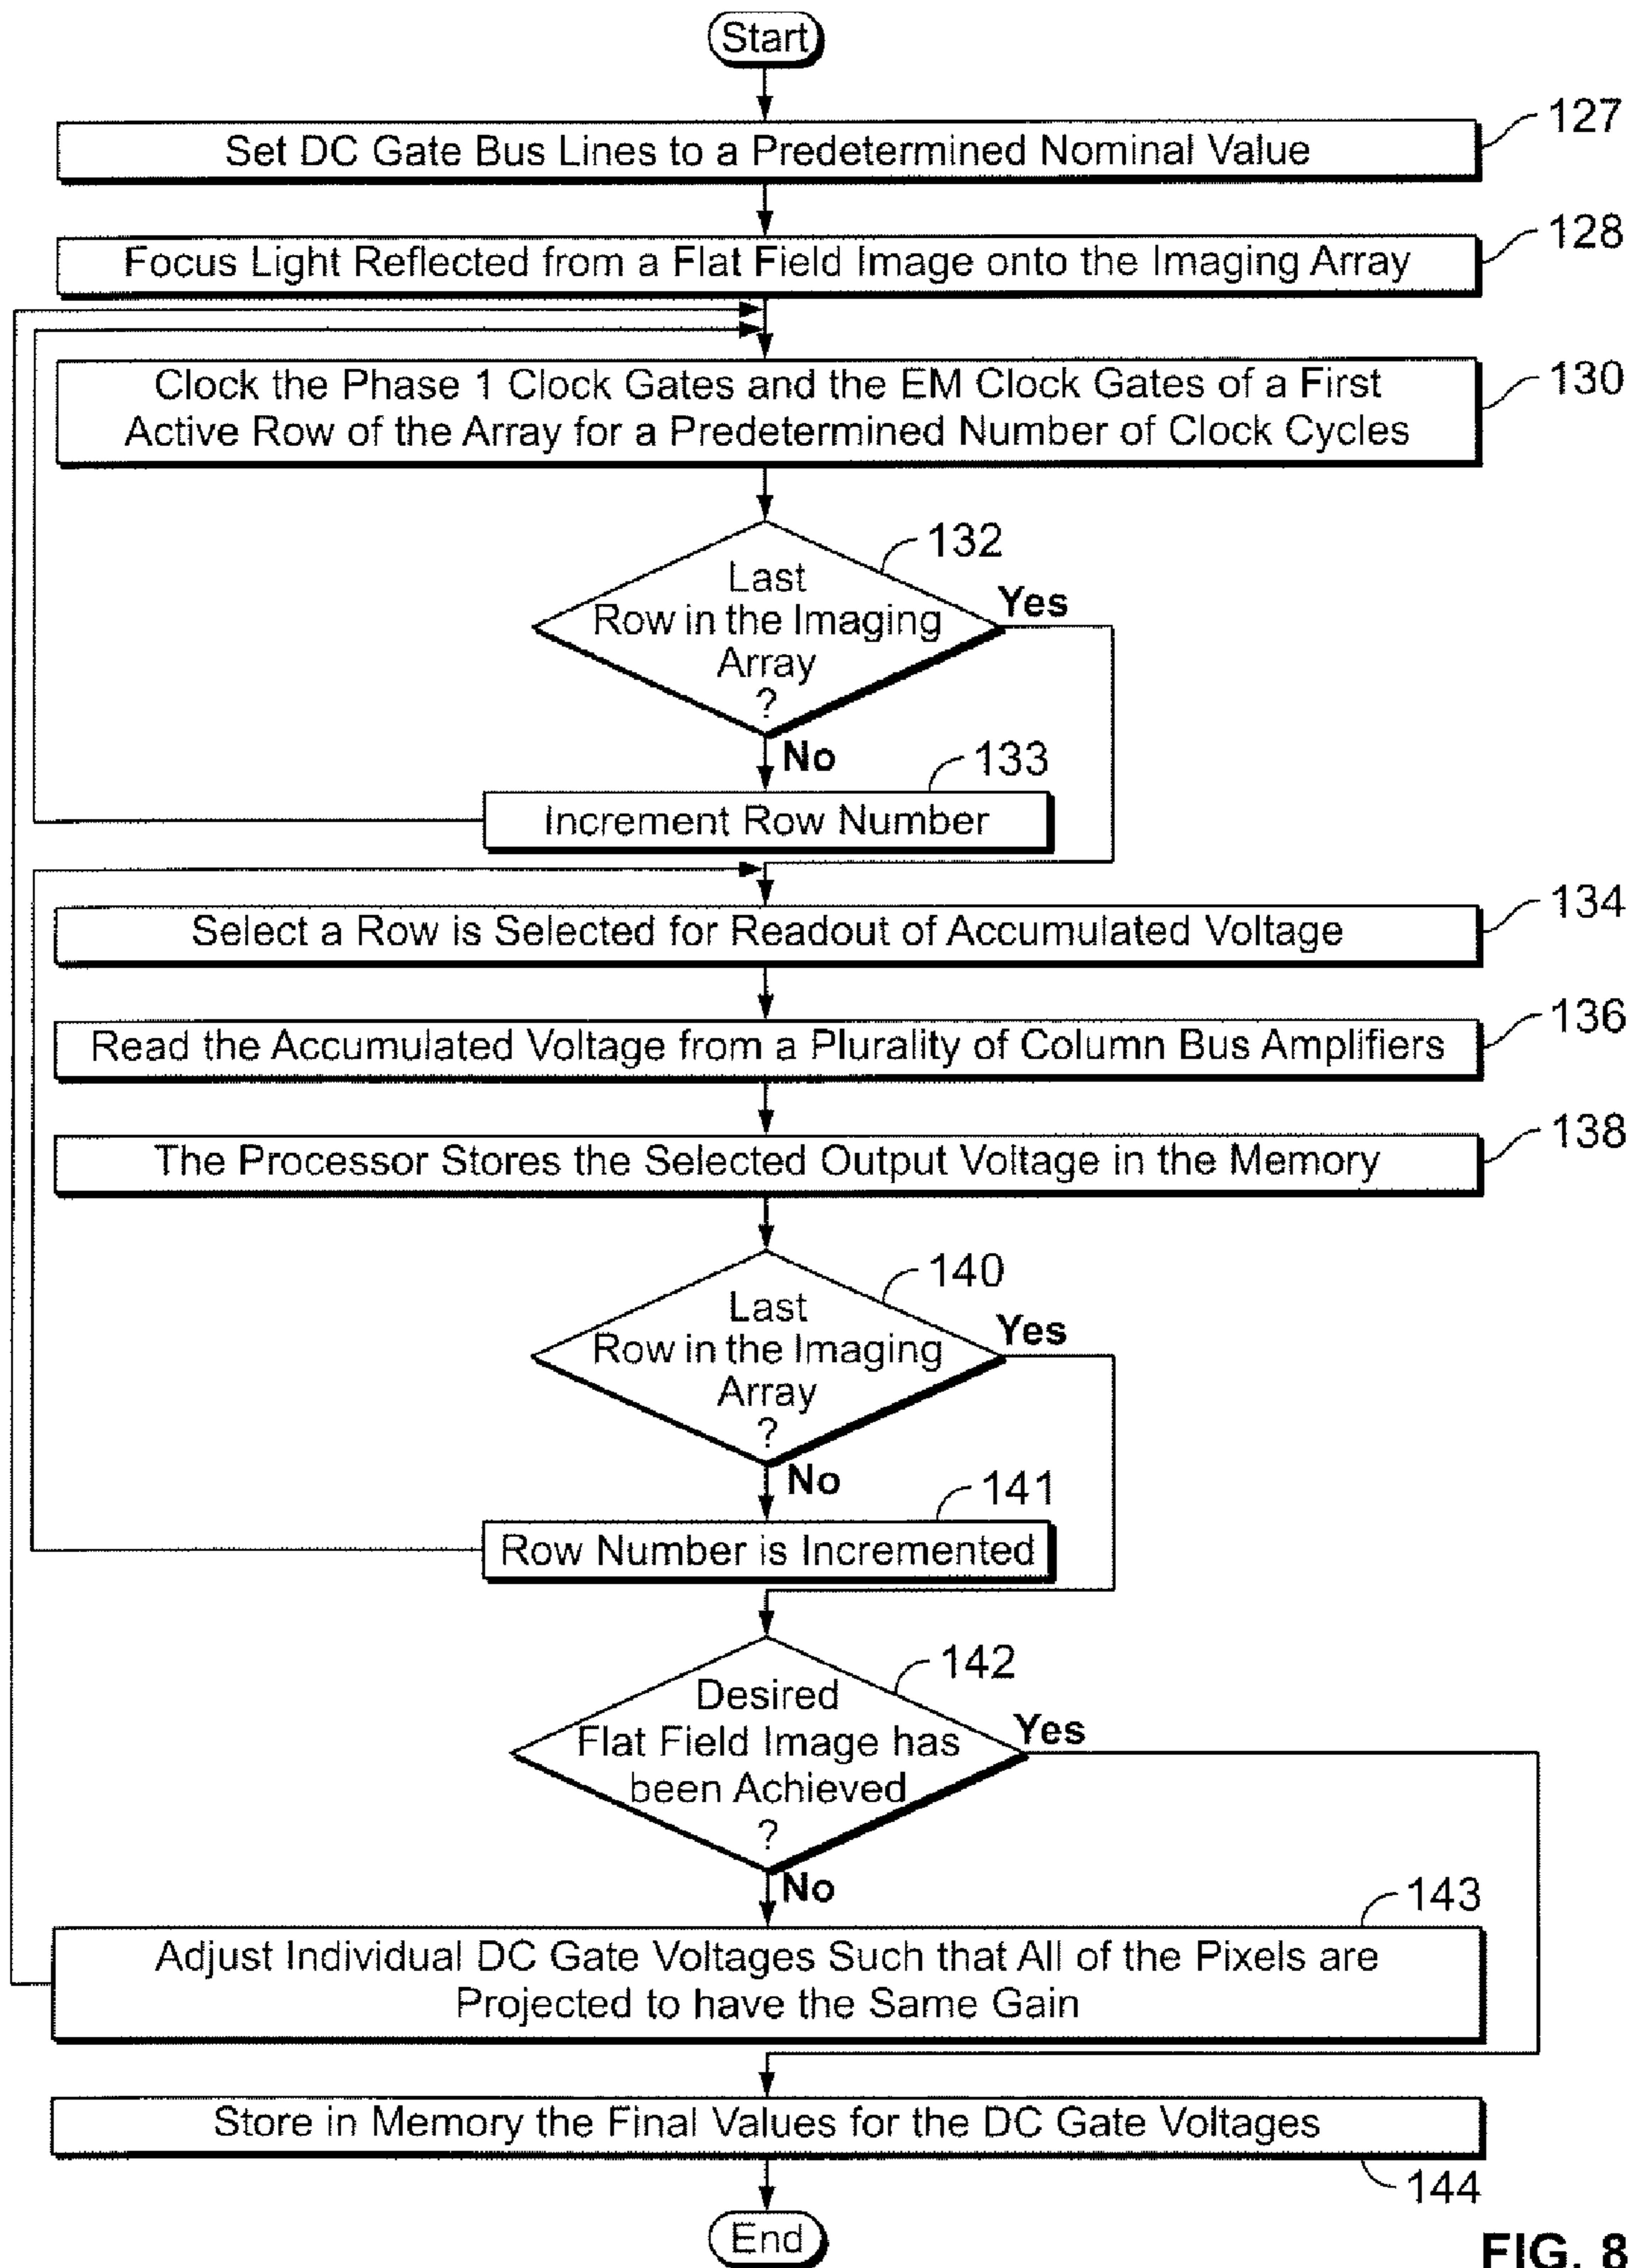 Start
127
Set DC Gate Bus Lines to a Predetermined Nominal Value
128
Focus Light Reflected from a Flat Field Image onto the Imaging Array
130
Clock the Phase 1 Clock Gates and the EM Clock Gates of a First
Active Row of the Array for a Predetermined Number of Clock Cycles
132
Last
Row in the Imaging
Array
?
Yes
No
133
Increment Row Number
134
Select a Row is Selected for Readout of Accumulated Voltage
136
Read the Accumulated Voltage from a Plurality of Column Bus Amplifiers
138
The Processor Stores the Selected Output Voltage in the Memory
140
Last
Row in the Imaging
Array
?
Yes
No
141
Row Number is Incremented
142
Desired
Flat Field Image has
been Achieved
?
Yes
No
143
Adjust Individual DC Gate Voltages Such that All of the Pixels are
Projected to have the Same Gain
Store in Memory the Final Values for the DC Gate Voltages
144
End
FIG. 8